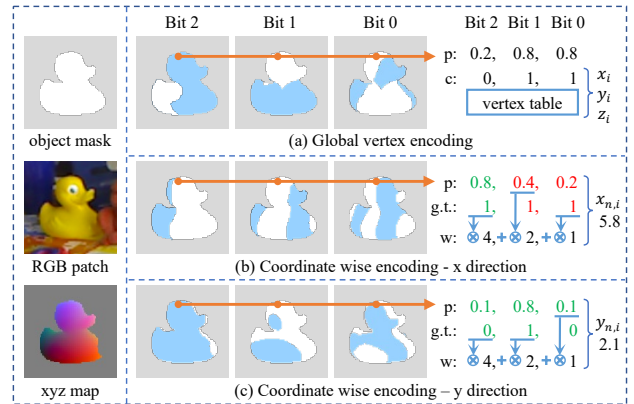 Bit 2 Bit 1 Bit 0 Bit 2 Bit 1 Bit 0
p: 0.2, 0.8, 0.8
c: 0, 1, 1
vertex table
x_i
y_i
z_i
object mask
(a) Global vertex encoding
p: 0.8, 0.4, 0.2
g.t.: 1, 1, 1
w: ⊗4, +⊗2, +⊗1
x_{n,i}
5.8
RGB patch
(b) Coordinate wise encoding - x direction
p: 0.1, 0.8, 0.1
g.t.: 0, 1, 0
w: ⊗4, +⊗2, +⊗1
y_{n,i}
2.1
xyz map
(c) Coordinate wise encoding – y direction